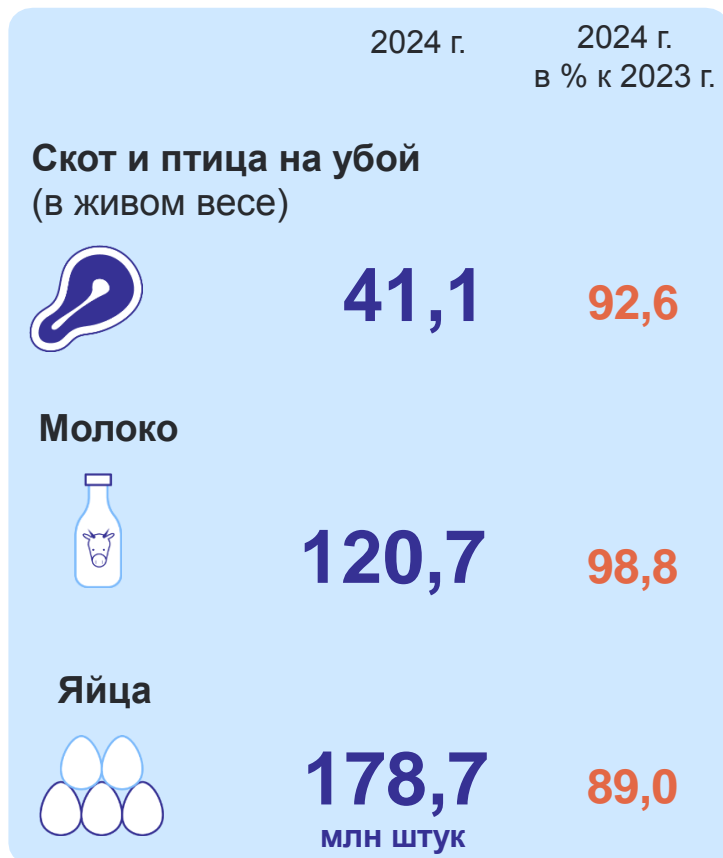 2024 г.
2024 г.
в % к 2023 г.
Скот и птица на убой
(в живом весе)
41,1
92,6
Молоко
120,7
98,8
Яйца
178,7
89,0
млн штук